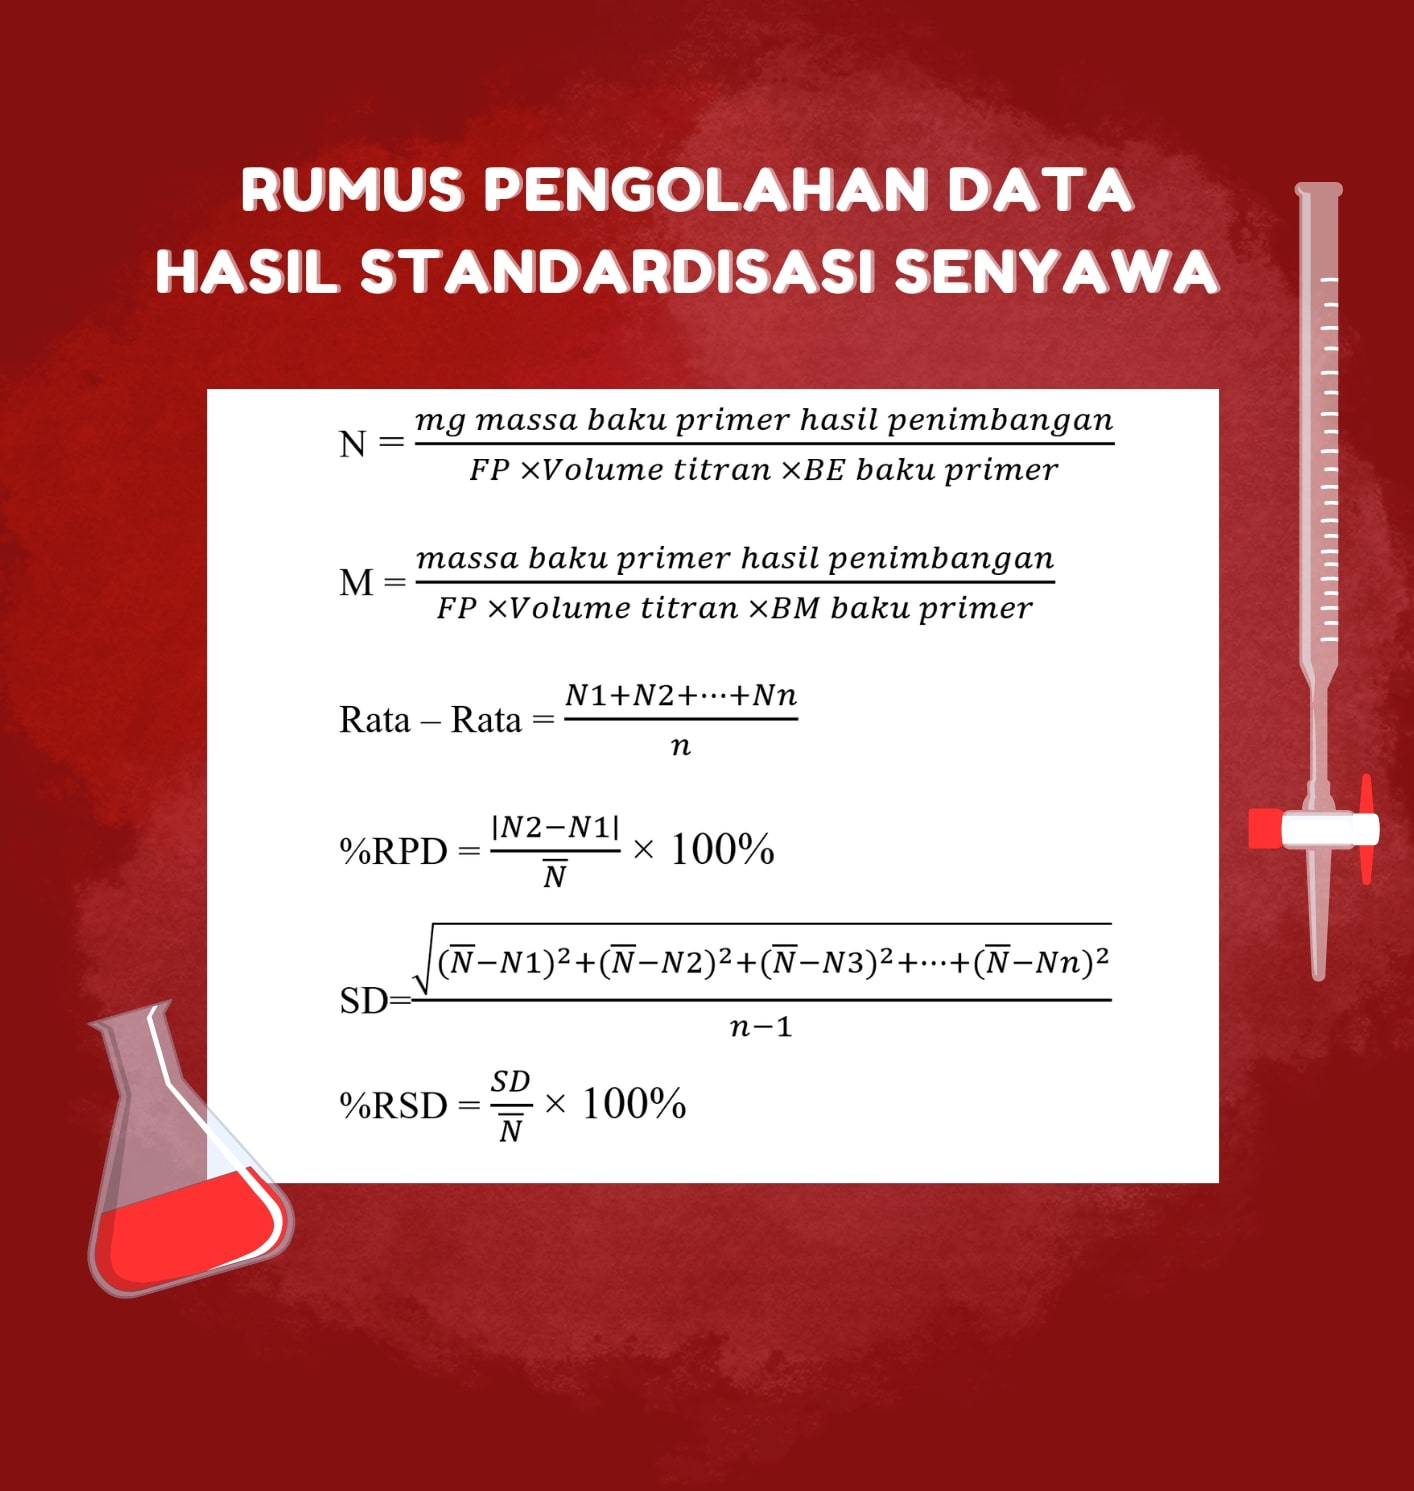 RUMUS PENGOLAHAN DATA
HASIL STANDARDISASI SENYAWA
N = mg massa baku primer hasil penimbangan
FP ×Volume titran ×BE baku primer
M = massa baku primer hasil penimbangan
FP ×Volume titran ×BM baku primer
Rata – Rata = N1+N2+⋯+Nn
n
%RPD = |N2−N1| × 100%
N̅
SD= √(N̅−N1)²+(N̅−N2)²+(N̅−N3)²+⋯+(N̅−Nn)²
n−1
%RSD = SD × 100%
N̅